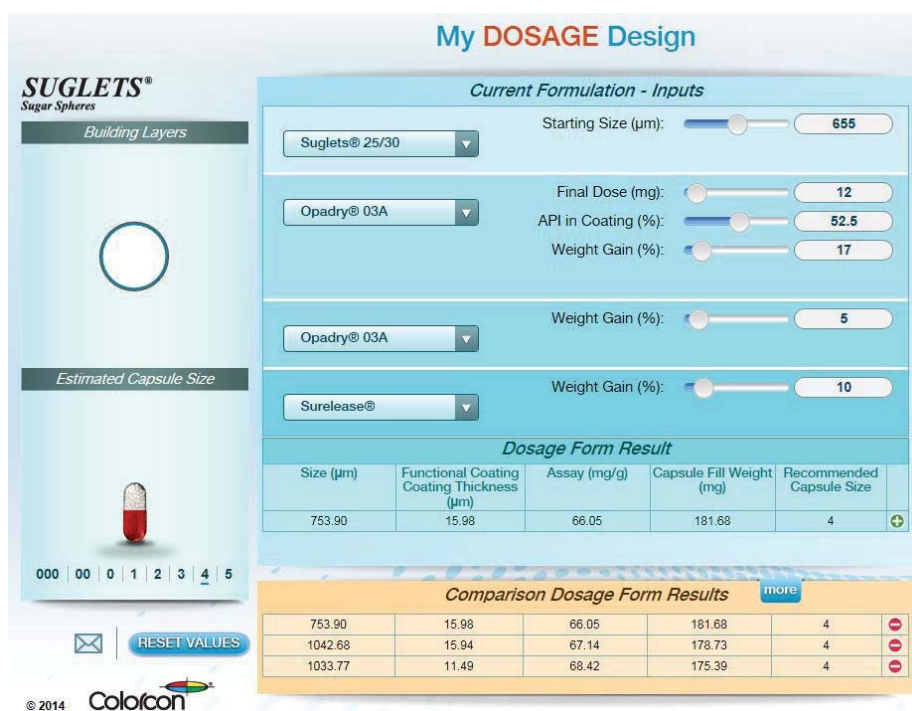 My DOSAGE Design
SUGLETS®
Sugar Spheres
Building Layers
Estimated Capsule Size
000 | 00 | 0 | 1 | 2 | 3 | 4 | 5
RESET VALUES
© 2014 Colorcon®
Current Formulation - Inputs
Suglets® 25/30
Starting Size (µm): 655
Opadry® 03A
Final Dose (mg): 12
API in Coating (%): 52.5
Weight Gain (%): 17
Opadry® 03A
Weight Gain (%): 5
Surelease®
Weight Gain (%): 10
Dosage Form Result
Size (µm) Functional Coating Coating Thickness (µm) Assay (mg/g) Capsule Fill Weight (mg) Recommended Capsule Size
753.90 15.98 66.05 181.68 4
Comparison Dosage Form Results more
753.90 15.98 66.05 181.68 4
1042.68 15.94 67.14 178.73 4
1033.77 11.49 68.42 175.39 4